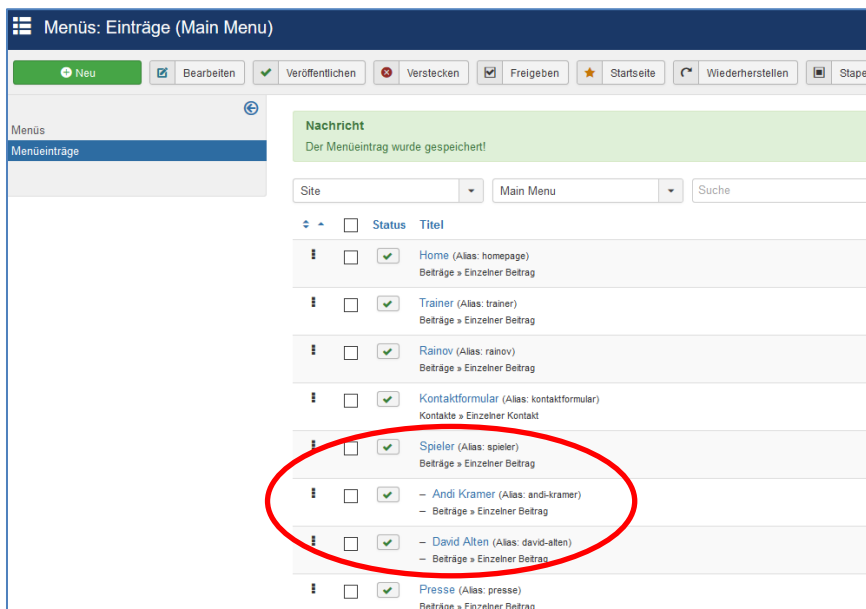 Menüs: Einträge (Main Menu)
Neu Bearbeiten Veröffentlichen Verstecken Freigeben Startseite Wiederherstellen Stape
Menüs
Menüeinträge
Nachricht
Der Menüeintrag wurde gespeichert!
Site Main Menu Suche
Status Titel
Home (Alias: homepage)
Beiträge » Einzelner Beitrag
Trainer (Alias: trainer)
Beiträge » Einzelner Beitrag
Rainov (Alias: rainov)
Beiträge » Einzelner Beitrag
Kontaktformular (Alias: kontaktformular)
Kontakte » Einzelner Kontakt
Spieler (Alias: spieler)
Beiträge » Einzelner Beitrag
– Andi Kramer (Alias: andi-kramer)
– Beiträge » Einzelner Beitrag
– David Alten (Alias: david-alten)
– Beiträge » Einzelner Beitrag
Presse (Alias: presse)
Beiträge » Einzelner Beitrag